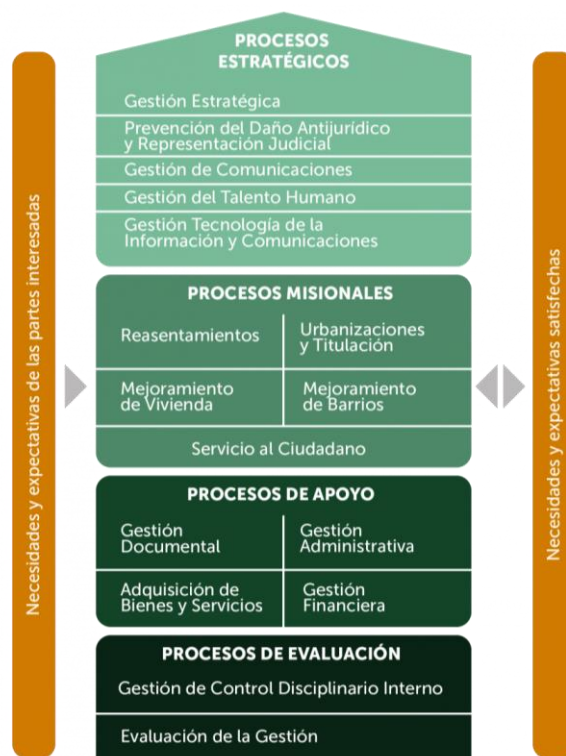 Necesidades y expectativas de las partes interesadas
PROCESOS
ESTRATÉGICOS
Gestión Estratégica
Prevención del Daño Antijurídico
y Representación Judicial
Gestión de Comunicaciones
Gestión del Talento Humano
Gestión Tecnología de la
Información y Comunicaciones
PROCESOS MISIONALES
Reasentamientos
Urbanizaciones
y Titulación
Mejoramiento
de Vivienda
Mejoramiento
de Barrios
Servicio al Ciudadano
PROCESOS DE APOYO
Gestión
Documental
Gestión
Administrativa
Adquisición de
Bienes y Servicios
Gestión
Financiera
PROCESOS DE EVALUACIÓN
Gestión de Control Disciplinario Interno
Evaluación de la Gestión
Necesidades y expectativas satisfechas